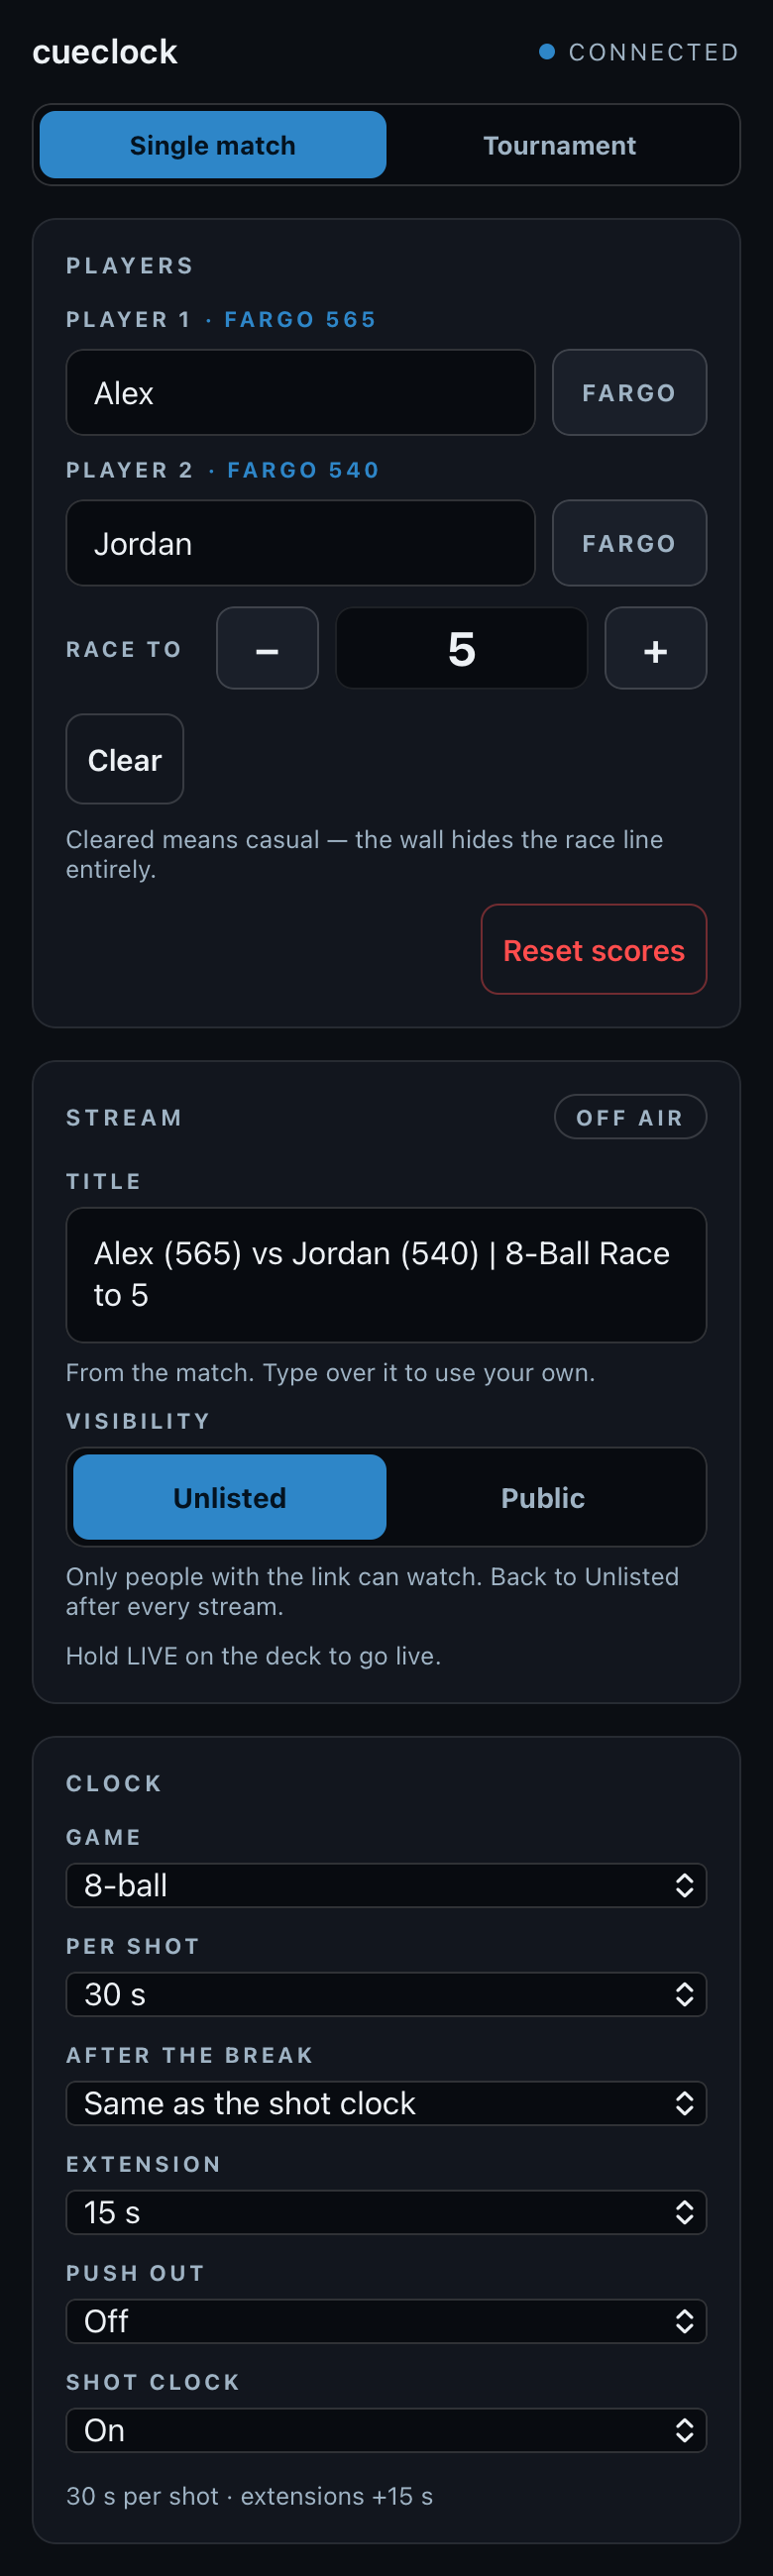 cueclock
CONNECTED
Single match
Tournament
PLAYERS
PLAYER 1 · FARGO 565
Alex
FARGO
PLAYER 2 · FARGO 540
Jordan
FARGO
RACE TO
−
5
+
Clear
Cleared means casual — the wall hides the race line
entirely.
Reset scores
STREAM
OFF AIR
TITLE
Alex (565) vs Jordan (540) | 8-Ball Race
to 5
From the match. Type over it to use your own.
VISIBILITY
Unlisted
Public
Only people with the link can watch. Back to Unlisted
after every stream.
Hold LIVE on the deck to go live.
CLOCK
GAME
8-ball
PER SHOT
30 s
AFTER THE BREAK
Same as the shot clock
EXTENSION
15 s
PUSH OUT
Off
SHOT CLOCK
On
30 s per shot · extensions +15 s